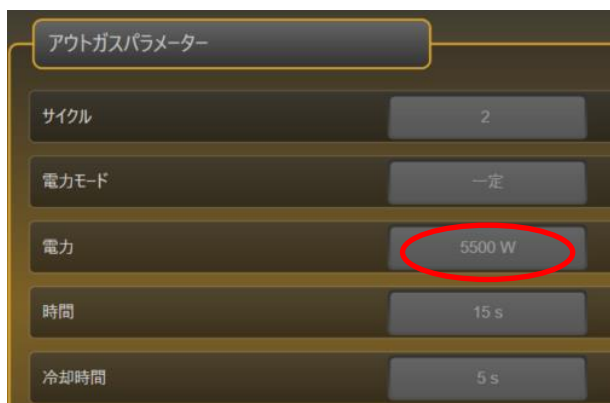 アウトガスパラメーター
サイクル 2
電力モード 一定
電力 5500 W
時間 15 s
冷却時間 5 s